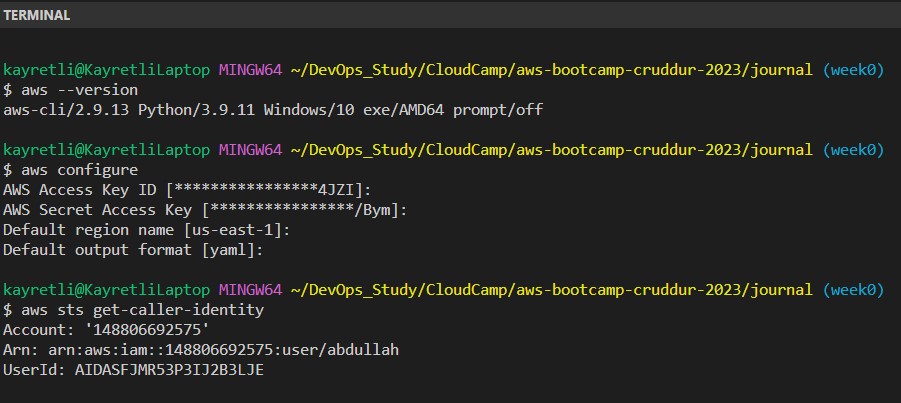 TERMINAL
kayretli@KayretliLaptop MINGW64 ~/DevOps_Study/CloudCamp/aws-bootcamp-cruddur-2023/journal (week0)
$ aws --version
aws-cli/2.9.13 Python/3.9.11 Windows/10 exe/AMD64 prompt/off
kayretli@KayretliLaptop MINGW64 ~/DevOps_Study/CloudCamp/aws-bootcamp-cruddur-2023/journal (week0)
$ aws configure
AWS Access Key ID [****************4JZI]:
AWS Secret Access Key [****************/Bym]:
Default region name [us-east-1]:
Default output format [yaml]:
kayretli@KayretliLaptop MINGW64 ~/DevOps_Study/CloudCamp/aws-bootcamp-cruddur-2023/journal (week0)
$ aws sts get-caller-identity
Account: '148806692575'
Arn: arn:aws:iam::148806692575:user/abdullah
UserId: AIDASFJMR53P3IJ2B3LJE